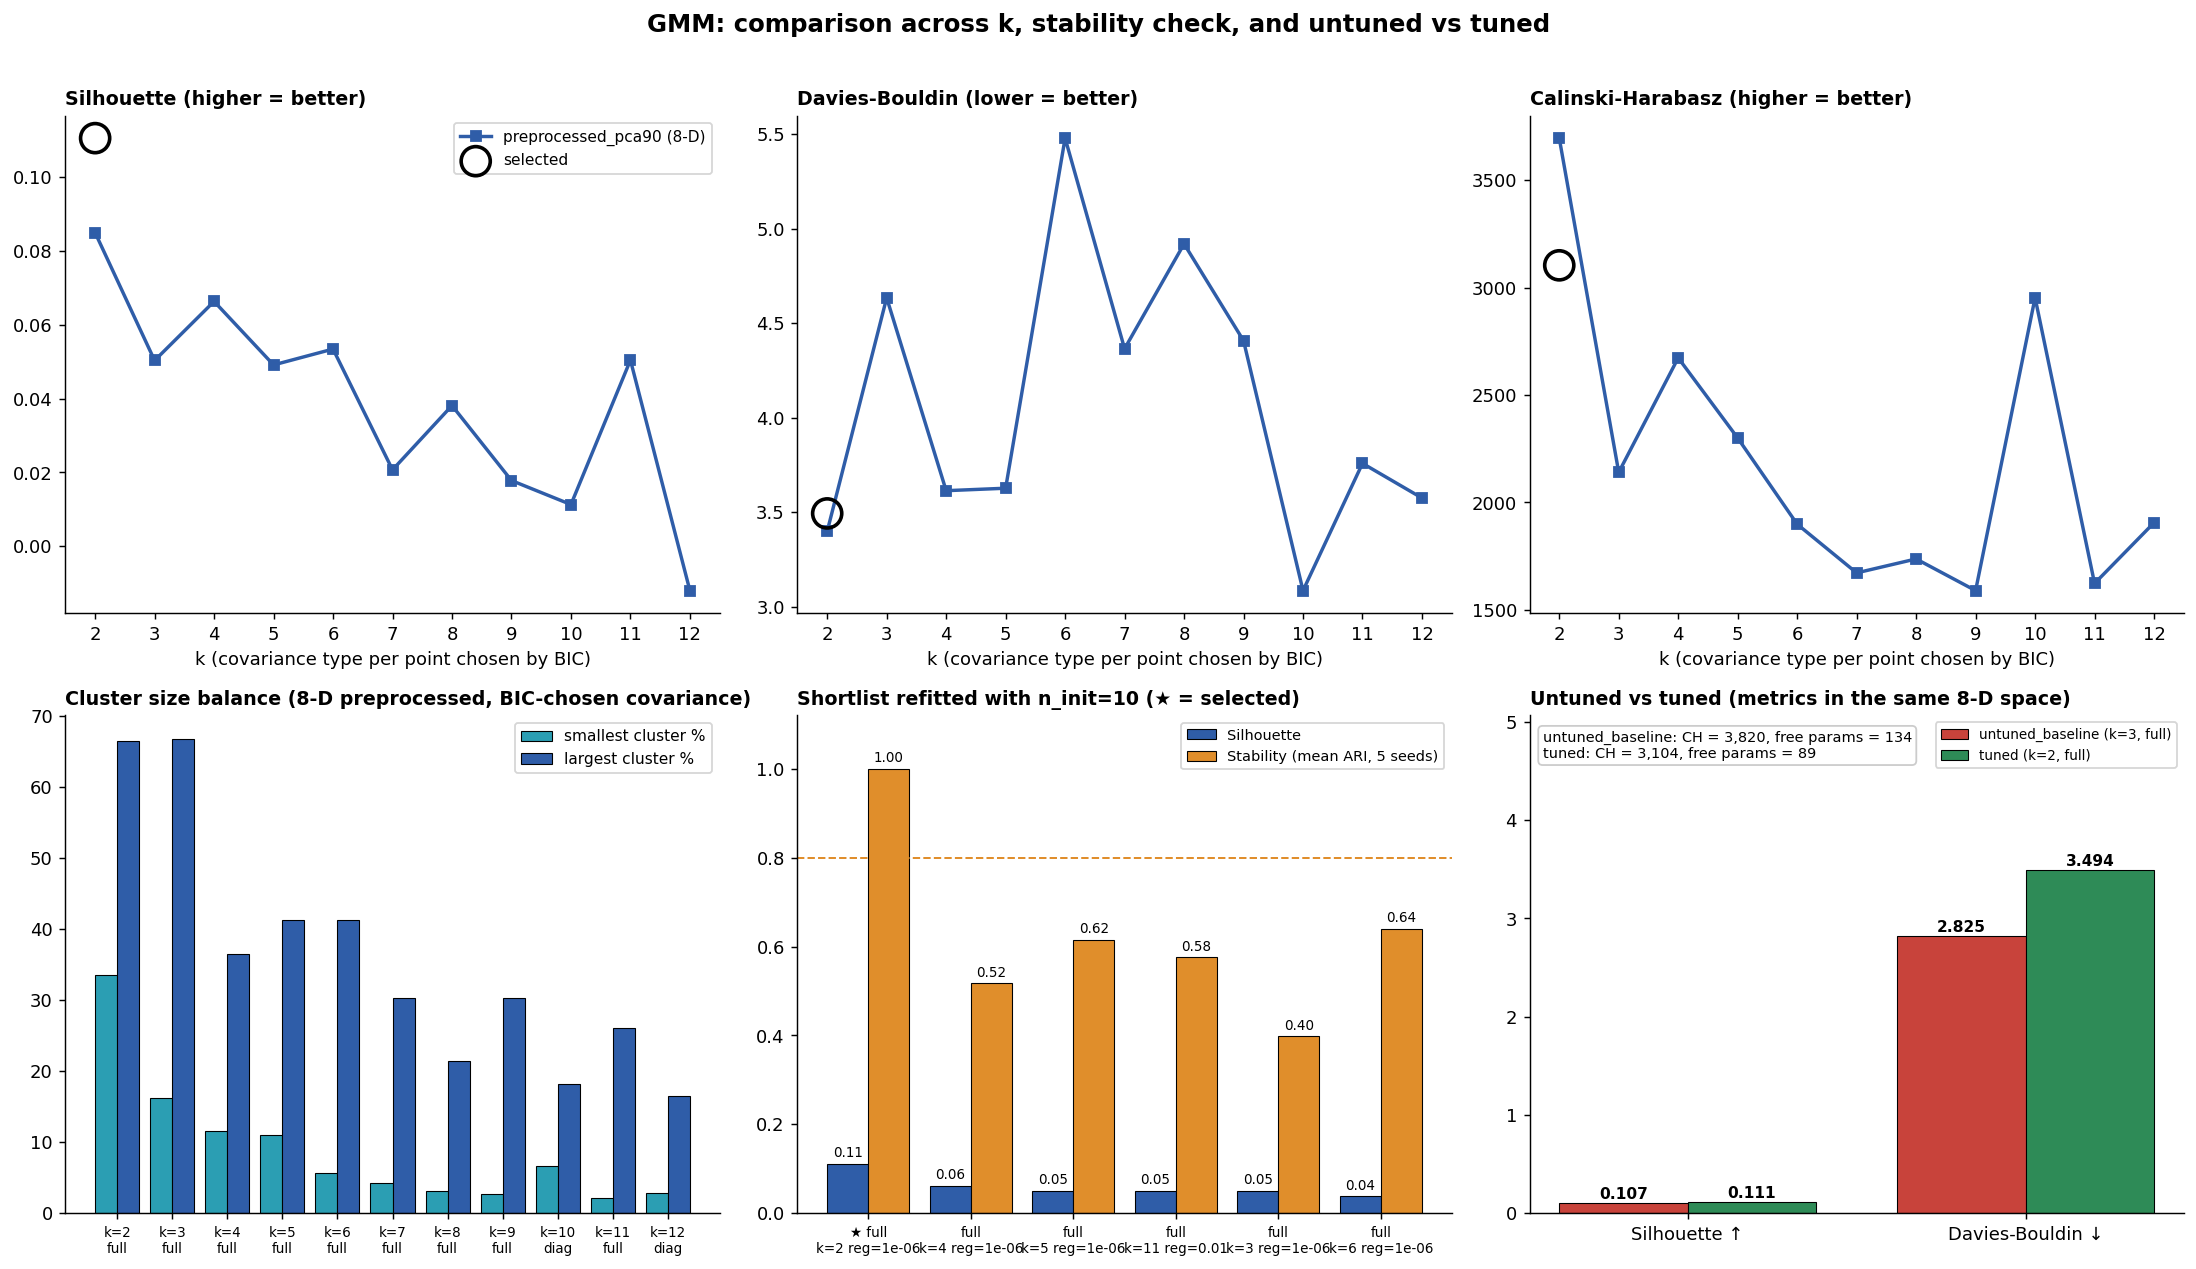 GMM: comparison across k, stability check, and untuned vs tuned
Silhouette (higher = better)
preprocessed_pca90 (8-D)
selected
0.10
0.08
0.06
0.04
0.02
0.00
2 3 4 5 6 7 8 9 10 11 12
k (covariance type per point chosen by BIC)
Davies-Bouldin (lower = better)
5.5
5.0
4.5
4.0
3.5
3.0
2 3 4 5 6 7 8 9 10 11 12
k (covariance type per point chosen by BIC)
Calinski-Harabasz (higher = better)
3500
3000
2500
2000
1500
2 3 4 5 6 7 8 9 10 11 12
k (covariance type per point chosen by BIC)
Cluster size balance (8-D preprocessed, BIC-chosen covariance)
smallest cluster %
largest cluster %
70
60
50
40
30
20
10
0
k=2 k=3 k=4 k=5 k=6 k=7 k=8 k=9 k=10 k=11 k=12
full full full full full full full full diag full diag
Shortlist refitted with n_init=10 (★ = selected)
Silhouette
Stability (mean ARI, 5 seeds)
1.0
0.8
0.6
0.4
0.2
0.0
0.11 1.00
0.06 0.52
0.05 0.62
0.05 0.58
0.05 0.40
0.04 0.64
★ full full full full full full
k=2 reg=1e-06 k=4 reg=1e-06 k=5 reg=1e-06 k=11 reg=0.01 k=3 reg=1e-06 k=6 reg=1e-06
Untuned vs tuned (metrics in the same 8-D space)
untuned_baseline: CH = 3,820, free params = 134
tuned: CH = 3,104, free params = 89
untuned_baseline (k=3, full)
tuned (k=2, full)
5
4
3
2
1
0
0.107 0.111
2.825 3.494
Silhouette ↑ Davies-Bouldin ↓